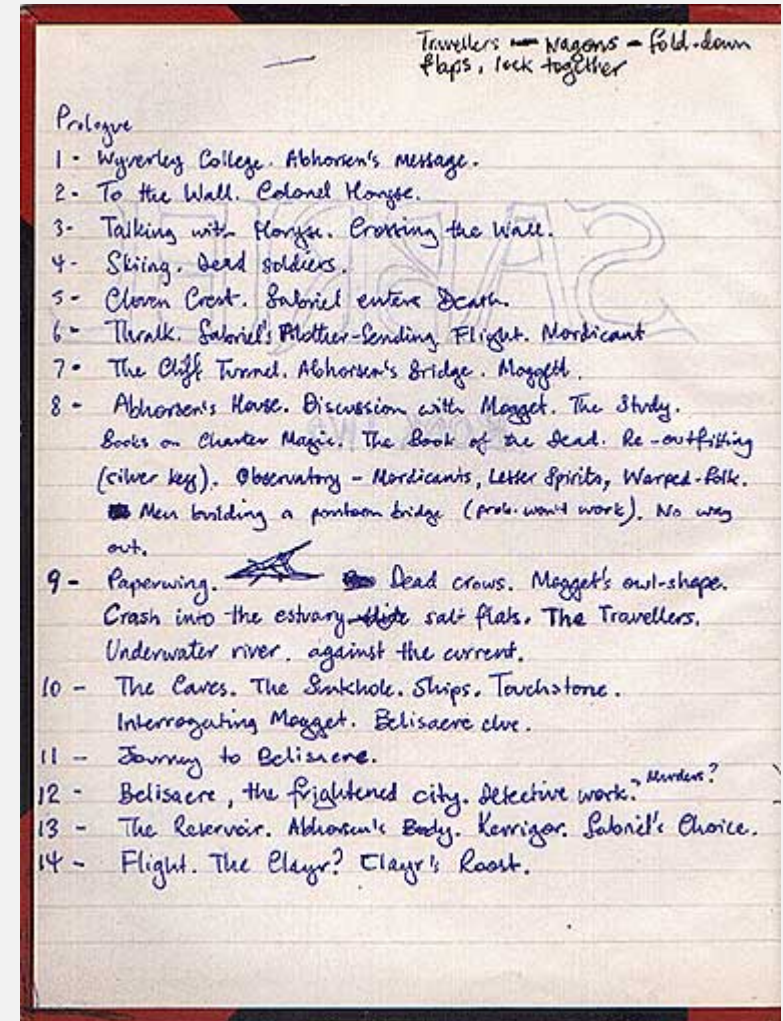 Travellers — Wagons - fold-down
flaps, lock together
Prologue
1 - Wyverley College. Abhorsen's Message.
2 - To the Wall. Colonel Horyse.
3 - Talking with Horyse. Crossing the Wall.
4 - Skiing. Dead soldiers.
5 - Cloven Crest. Sabriel enters Death.
6 - Thralk. Sabriel's Mother-Sending. Flight. Mordicant
7 - The Cliff Tunnel. Abhorsen's Bridge. Moggett.
8 - Abhorsen's House. Discussion with Mogget. The Study.
Books on Charter Magic. The Book of the Dead. Re-outfitting
(silver key). Observatory - Mordicants, Lesser Spirits, Warped-folk.
Men building a pontoon bridge (prob. won't work). No way
out.
9 - Paperwing. Dead crows. Mogget's owl-shape.
Crash into the estuary salt flats. The Travellers.
Underwater river. against the current.
10 - The Caves. The Sinkhole. Ships. Touchstone.
Interrogating Mogget. Belisaere clue.
11 - Journey to Belisaere.
12 - Belisaere, the frightened city. Detective work. - Murders?
13 - The Reservoir. Abhorsen's Body. Kerrigor. Sabriel's Choice.
14 - Flight. The Clayr? Clayr's Roost.
SABRIEL
BOOK TWO